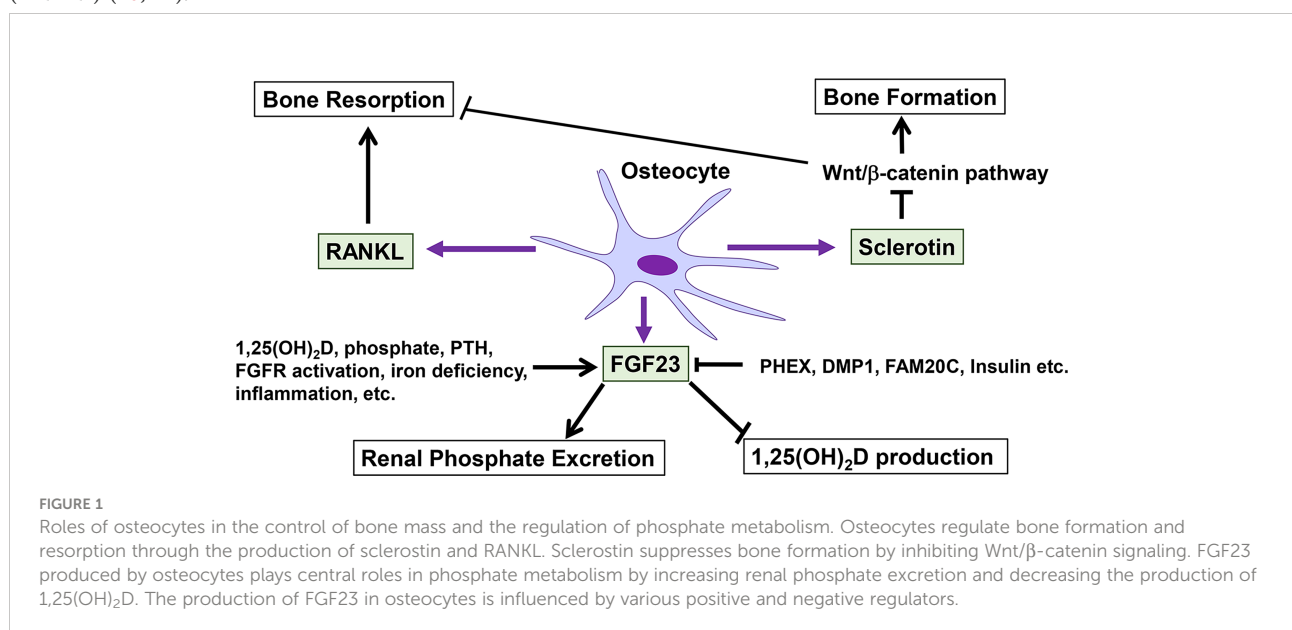 Bone Resorption
Bone Formation
Osteocyte
Wnt/β-catenin pathway
RANKL
Sclerotin
1,25(OH)₂D, phosphate, PTH,
FGFR activation, iron deficiency,
inflammation, etc.
FGF23
PHEX, DMP1, FAM20C, Insulin etc.
Renal Phosphate Excretion
1,25(OH)₂D production
FIGURE 1
Roles of osteocytes in the control of bone mass and the regulation of phosphate metabolism. Osteocytes regulate bone formation and
resorption through the production of sclerostin and RANKL. Sclerostin suppresses bone formation by inhibiting Wnt/β-catenin signaling. FGF23
produced by osteocytes plays central roles in phosphate metabolism by increasing renal phosphate excretion and decreasing the production of
1,25(OH)₂D. The production of FGF23 in osteocytes is influenced by various positive and negative regulators.